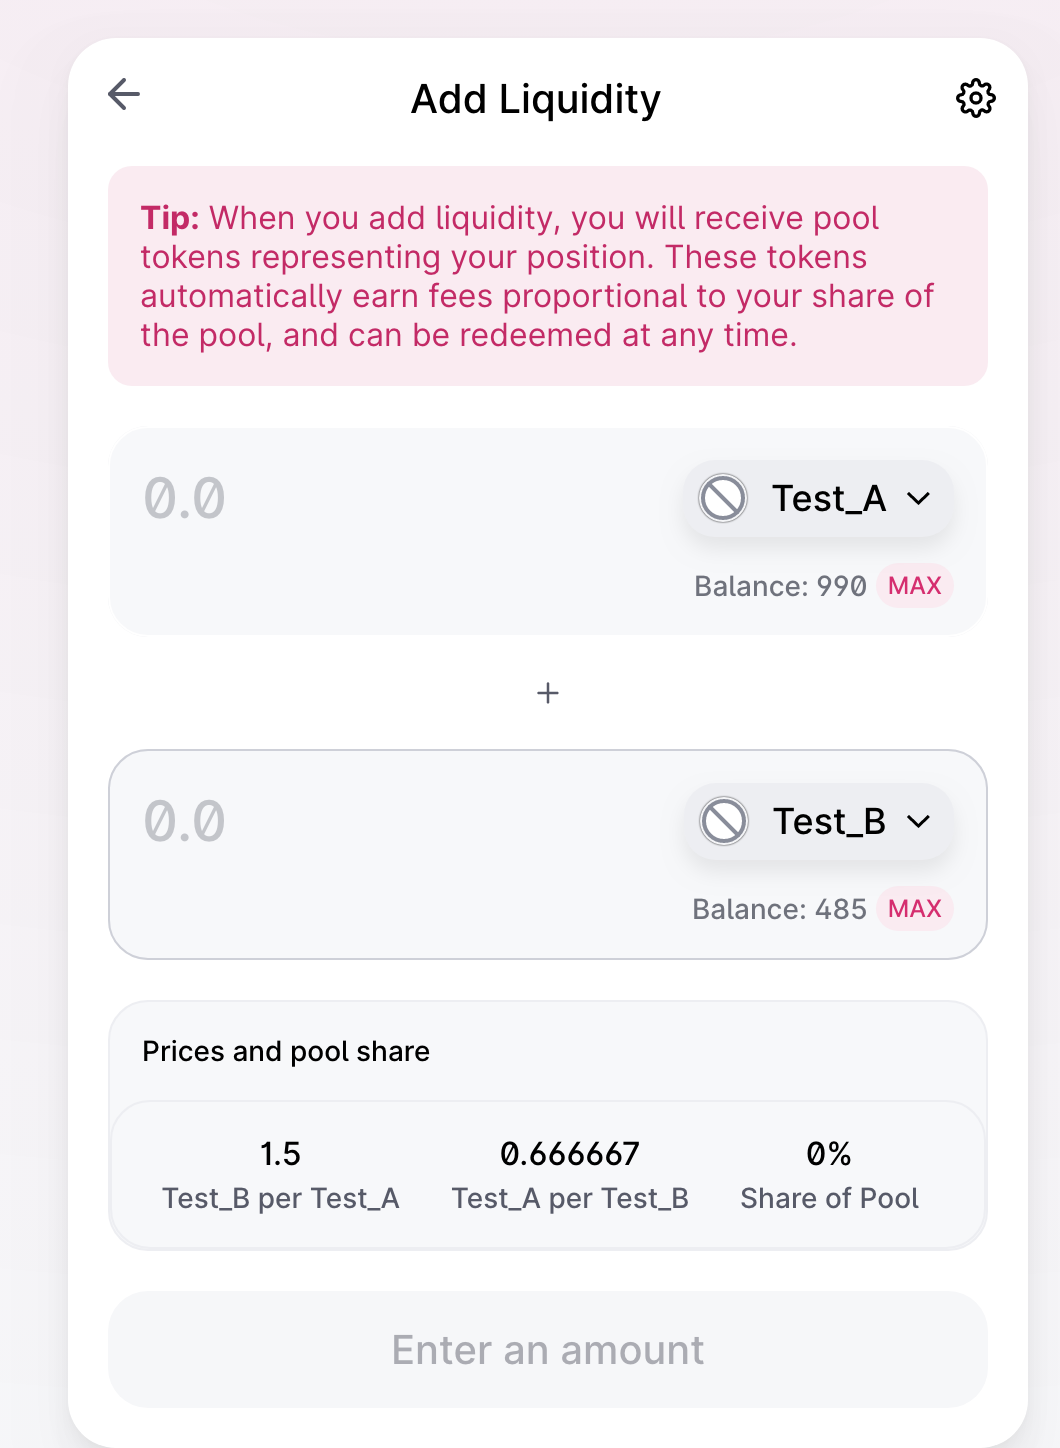 Add Liquidity
Tip: When you add liquidity, you will receive pool
tokens representing your position. These tokens
automatically earn fees proportional to your share of
the pool, and can be redeemed at any time.
0.0
Test_A
Balance: 990 MAX
+
0.0
Test_B
Balance: 485 MAX
Prices and pool share
1.5 0.666667 0%
Test_B per Test_A Test_A per Test_B Share of Pool
Enter an amount